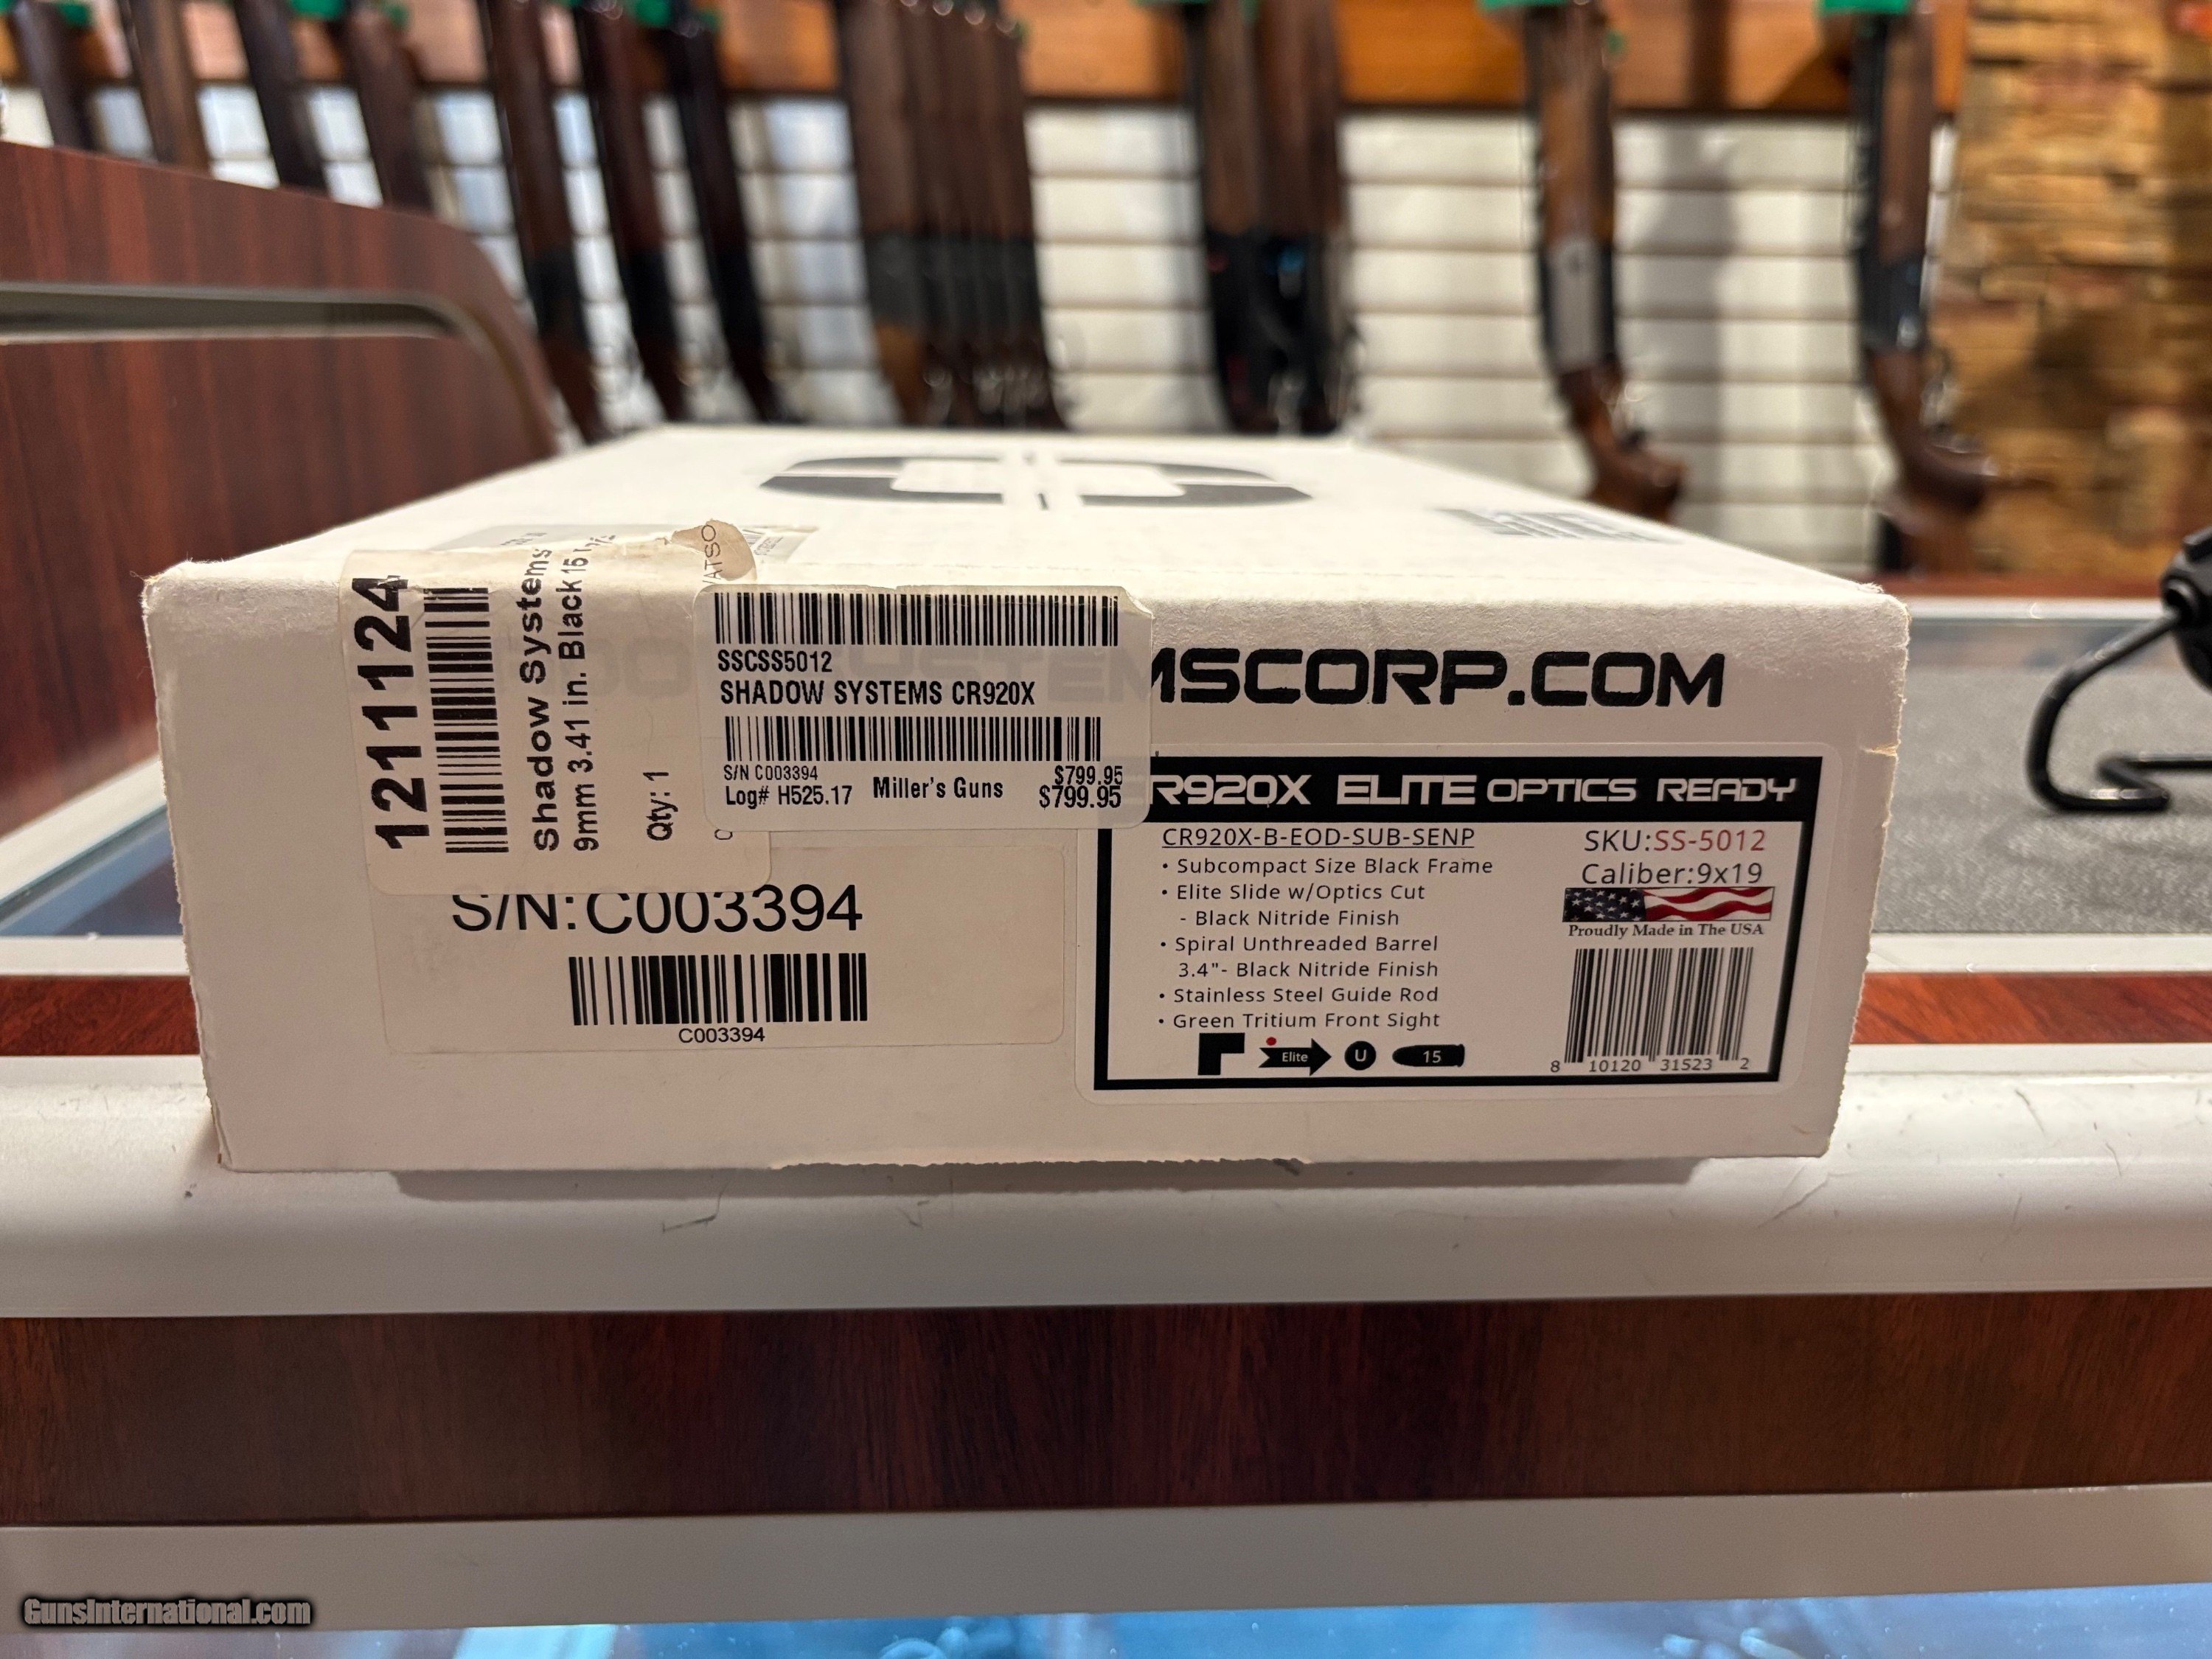 1211124
Shadow Systems
9mm 3.41 in. Black 15
Qty: 1
SSCSS5012
SHADOW SYSTEMS CR920X
S/N C003394
$799.95
Log# H525.17
Miller's Guns
$799.95
MSCORP.COM
S/N:C003394
C003394
R920X ELITE OPTICS READY
CR920X-B-EOD-SUB-SENP
• Subcompact Size Black Frame
• Elite Slide w/Optics Cut
- Black Nitride Finish
• Spiral Unthreaded Barrel
3.4"- Black Nitride Finish
• Stainless Steel Guide Rod
• Green Tritium Front Sight
Elite
U
15
SKU:SS-5012
Caliber:9x19
Proudly Made in The USA
8 10120 31523 2
GunsInternational.com